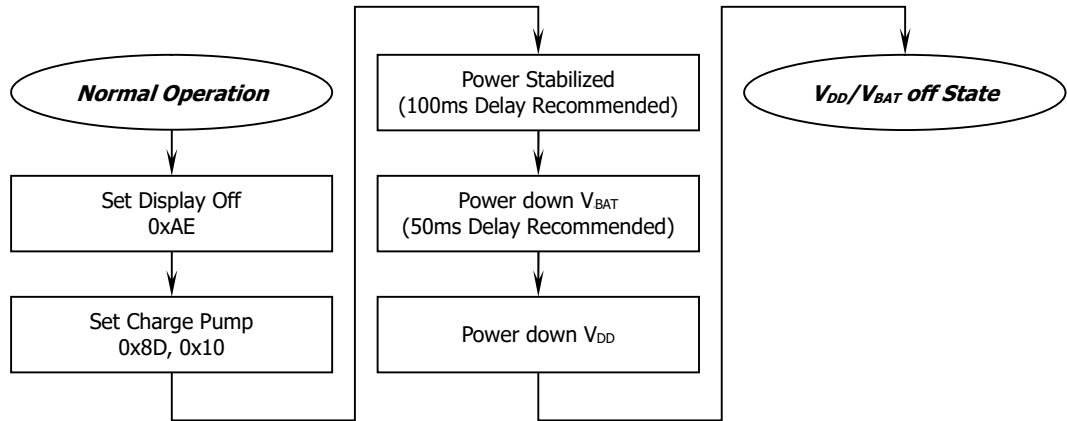 Normal Operation
Set Display Off
0xAE
Set Charge Pump
0x8D, 0x10
Power Stabilized
(100ms Delay Recommended)
Power down VBAT
(50ms Delay Recommended)
Power down VDD
VDD/VBAT off State